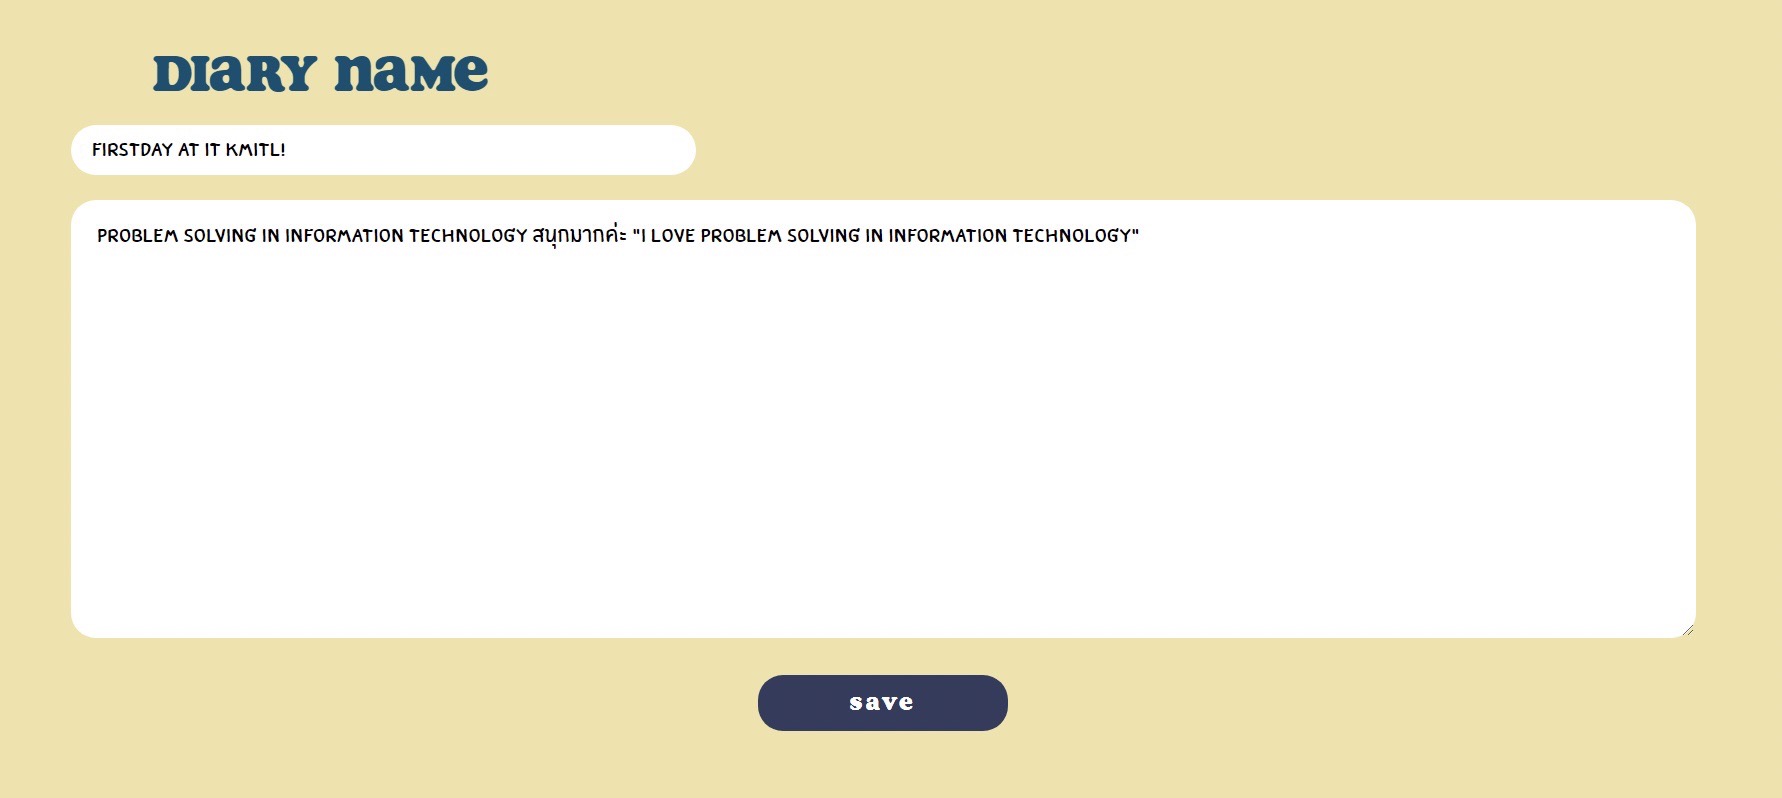 DIaRY naMe
FIRSTDAY AT IT KMITL!
PROBLEM SOLVING IN INFORMATION TECHNOLOGY สนุกมากค่ะ "I LOVE PROBLEM SOLVING IN INFORMATION TECHNOLOGY"
save